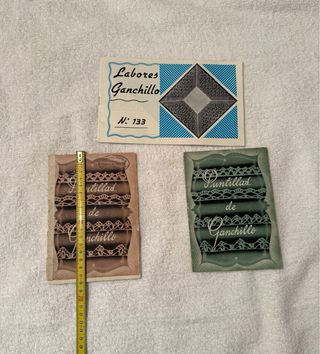 Labores
Ganchillo
N.º 133
Puntillas
de
Ganchillo
Puntillas
de
Ganchillo